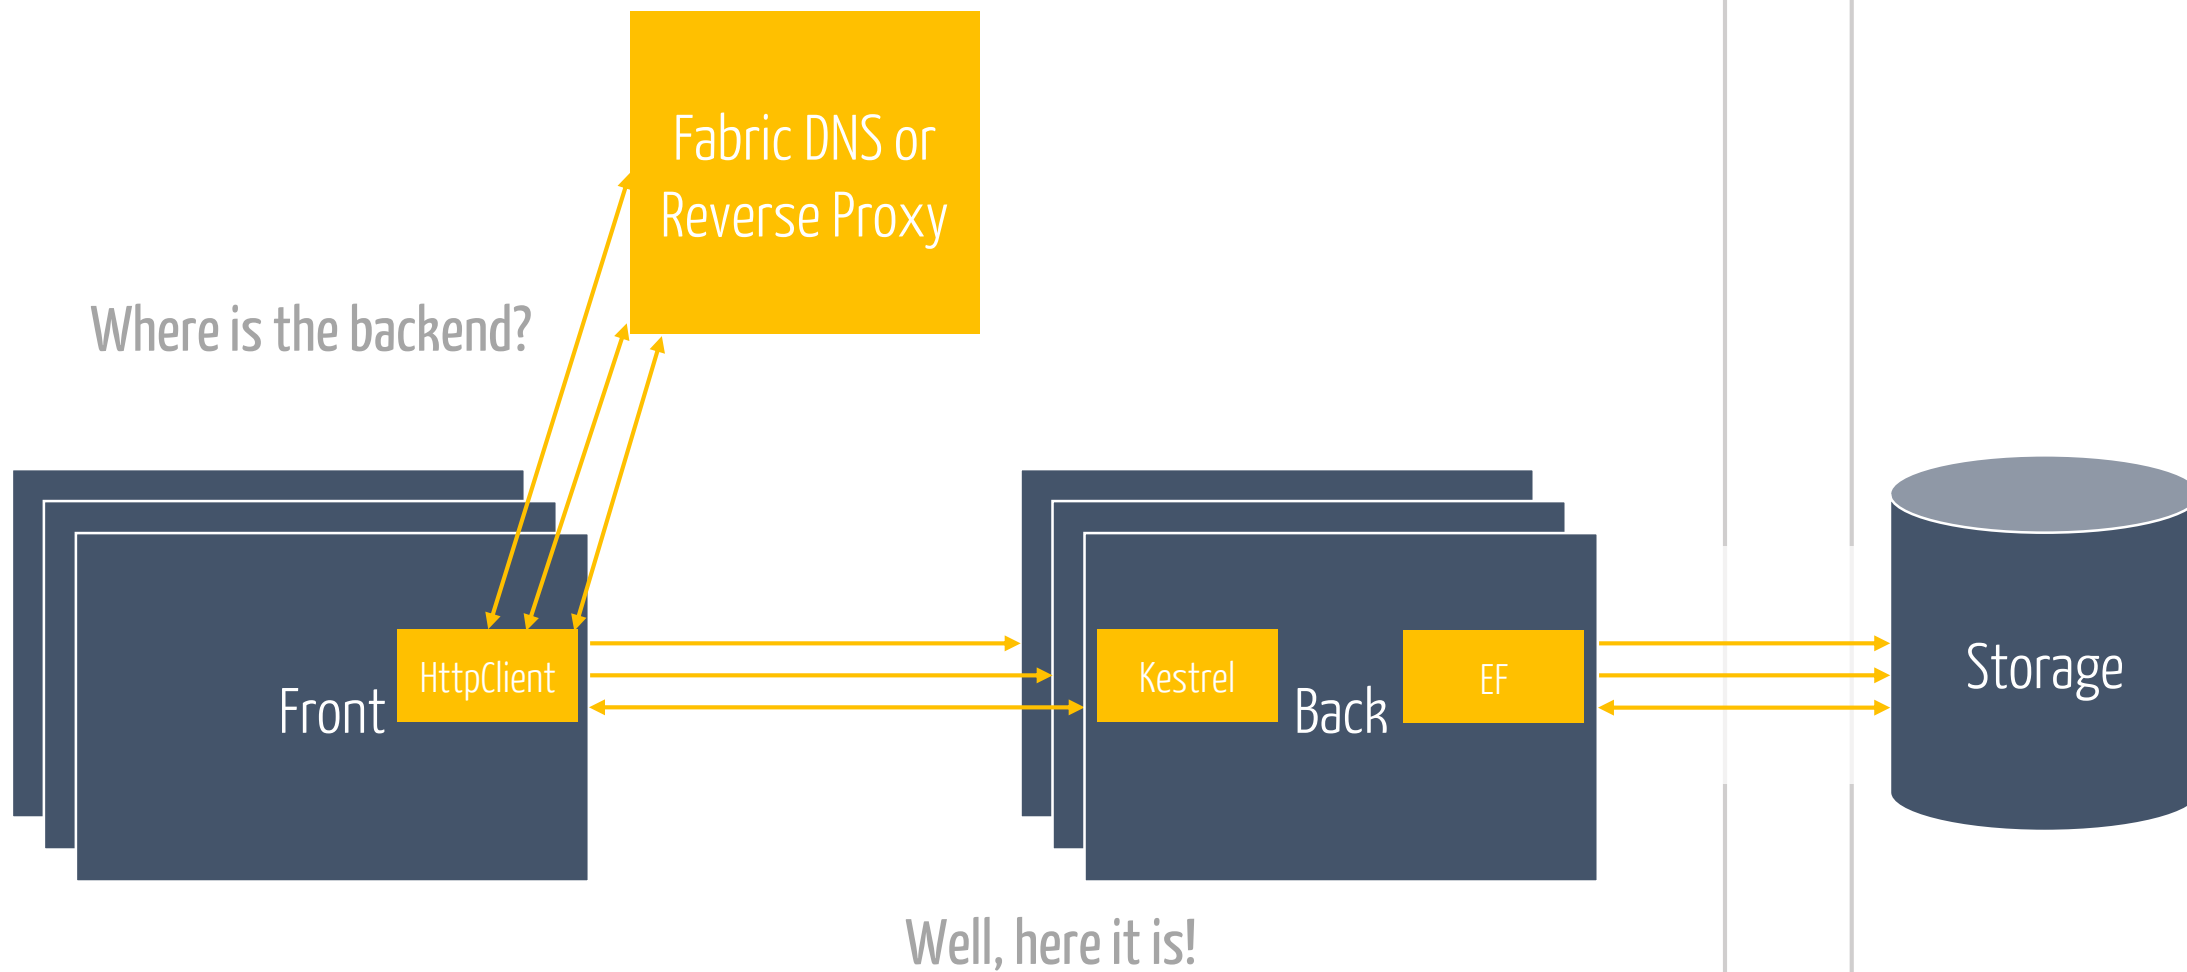 Fabric DNS or
Reverse Proxy
Where is the backend?
HttpClient
Front
Kestrel
Back
EF
Storage
Well, here it is!